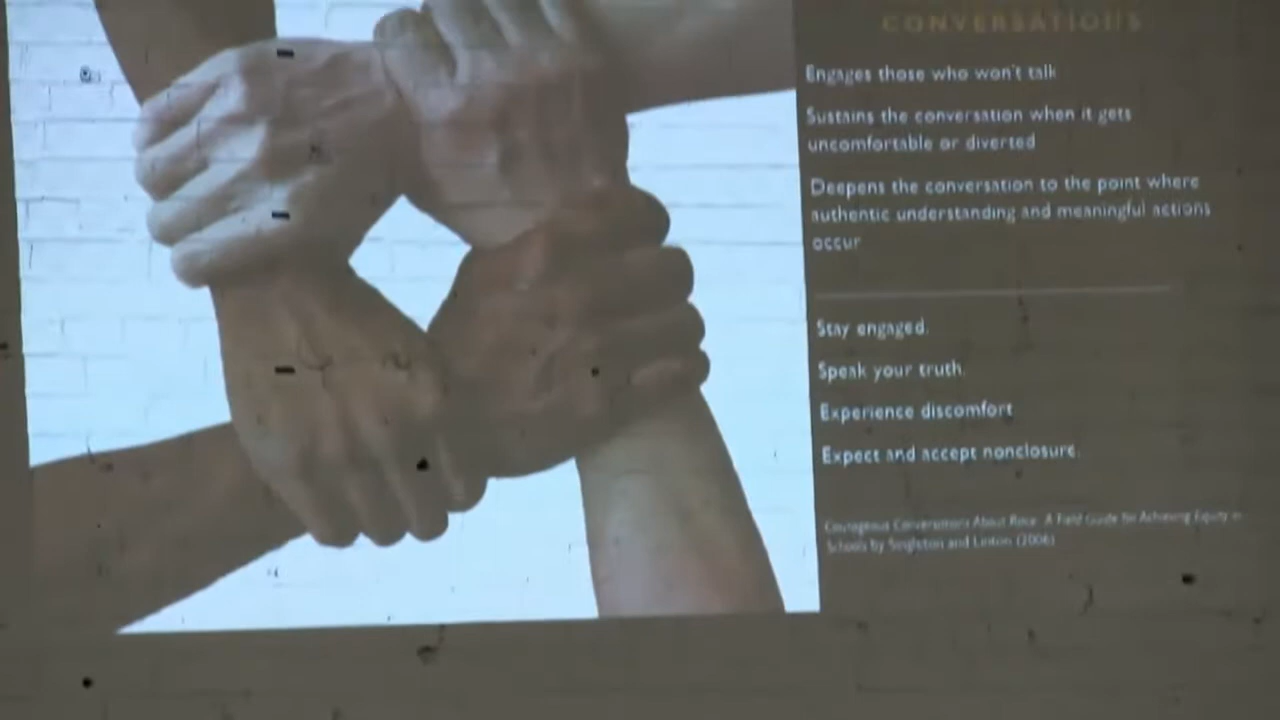 CONVERSATIONS
Engages those who won't talk
Sustains the conversation when it gets
uncomfortable or diverted
Deepens the conversation to the point where
authentic understanding and meaningful actions
occur
Stay engaged.
Speak your truth.
Experience discomfort
Expect and accept nonclosure.
Courageous Conversations About Race: A Field Guide for Achieving Equity in
Schools by Singleton and Linton (2006)